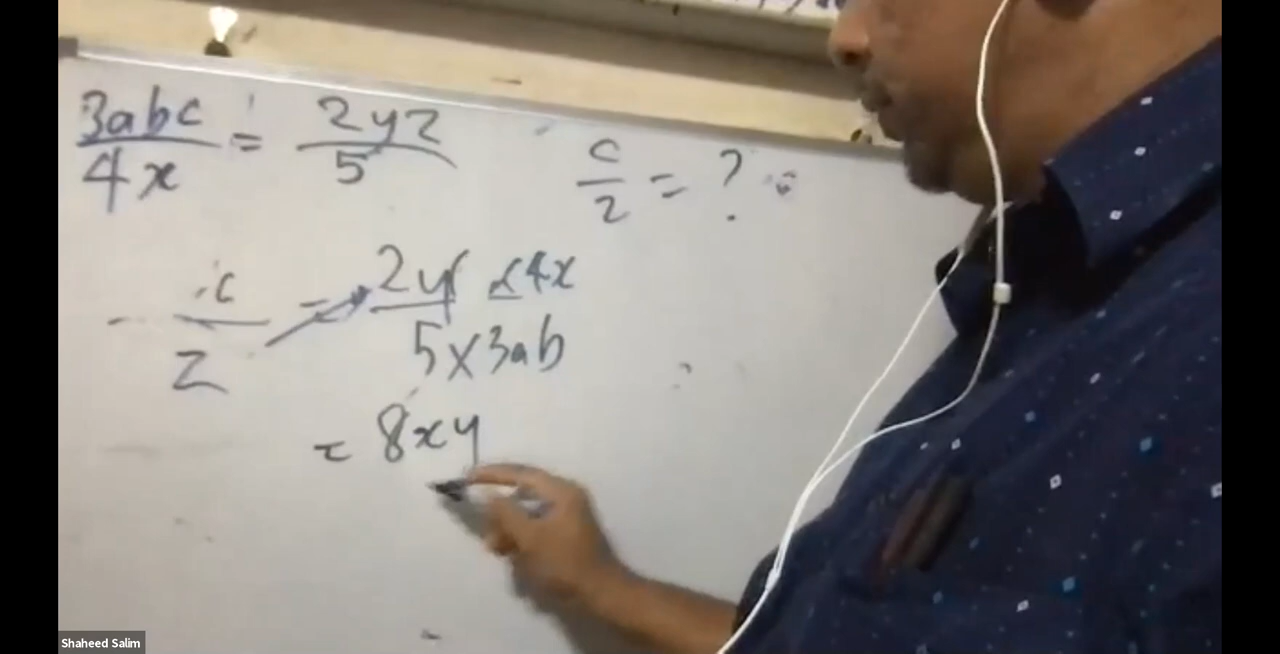 3abc/4x = 2yz/5
c/z = ?
c/z = 2y × 4x / 5 × 3ab
= 8xy
Shaheed Salim